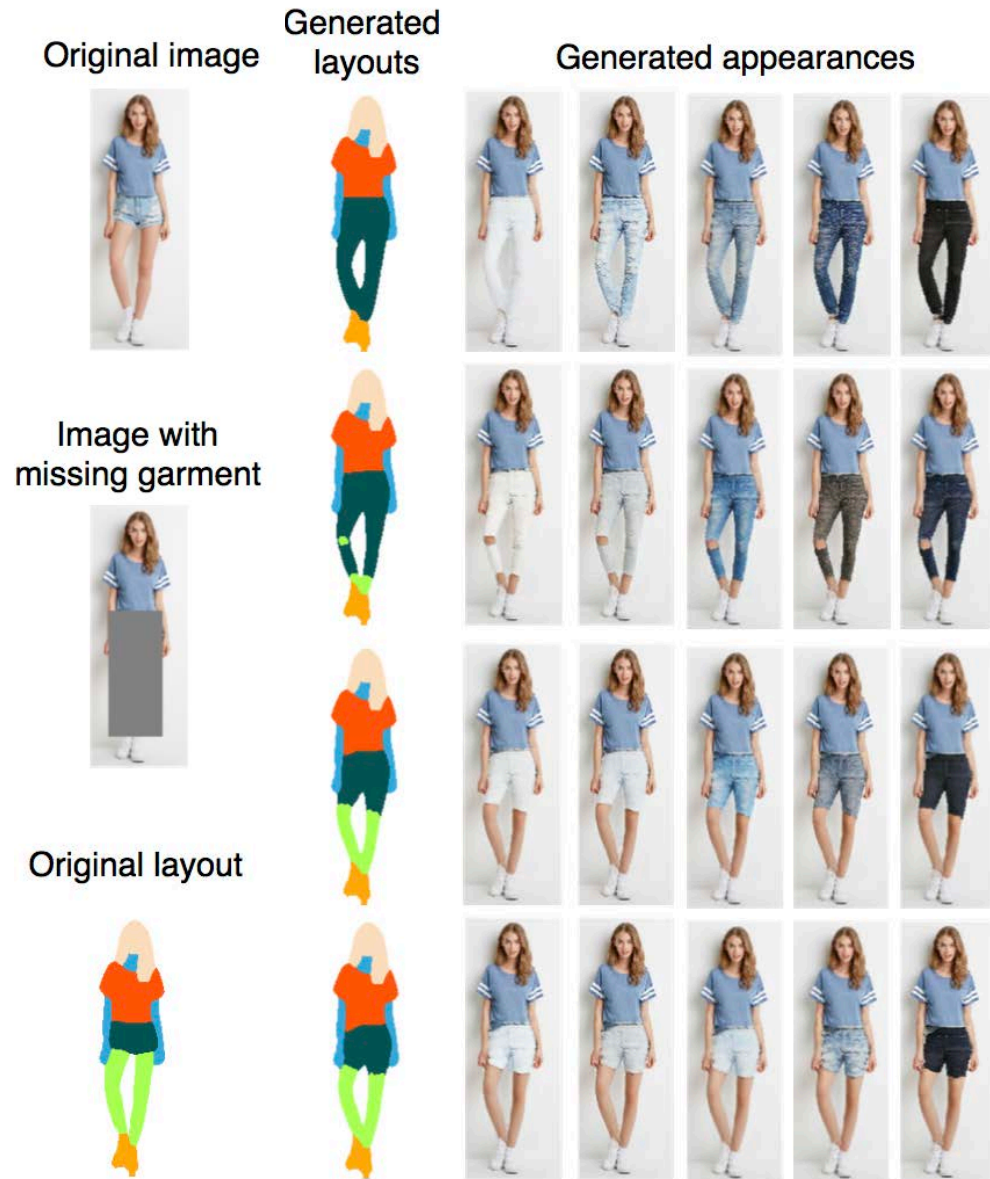 Original image
Generated
layouts
Generated appearances
Image with
missing garment
Original layout